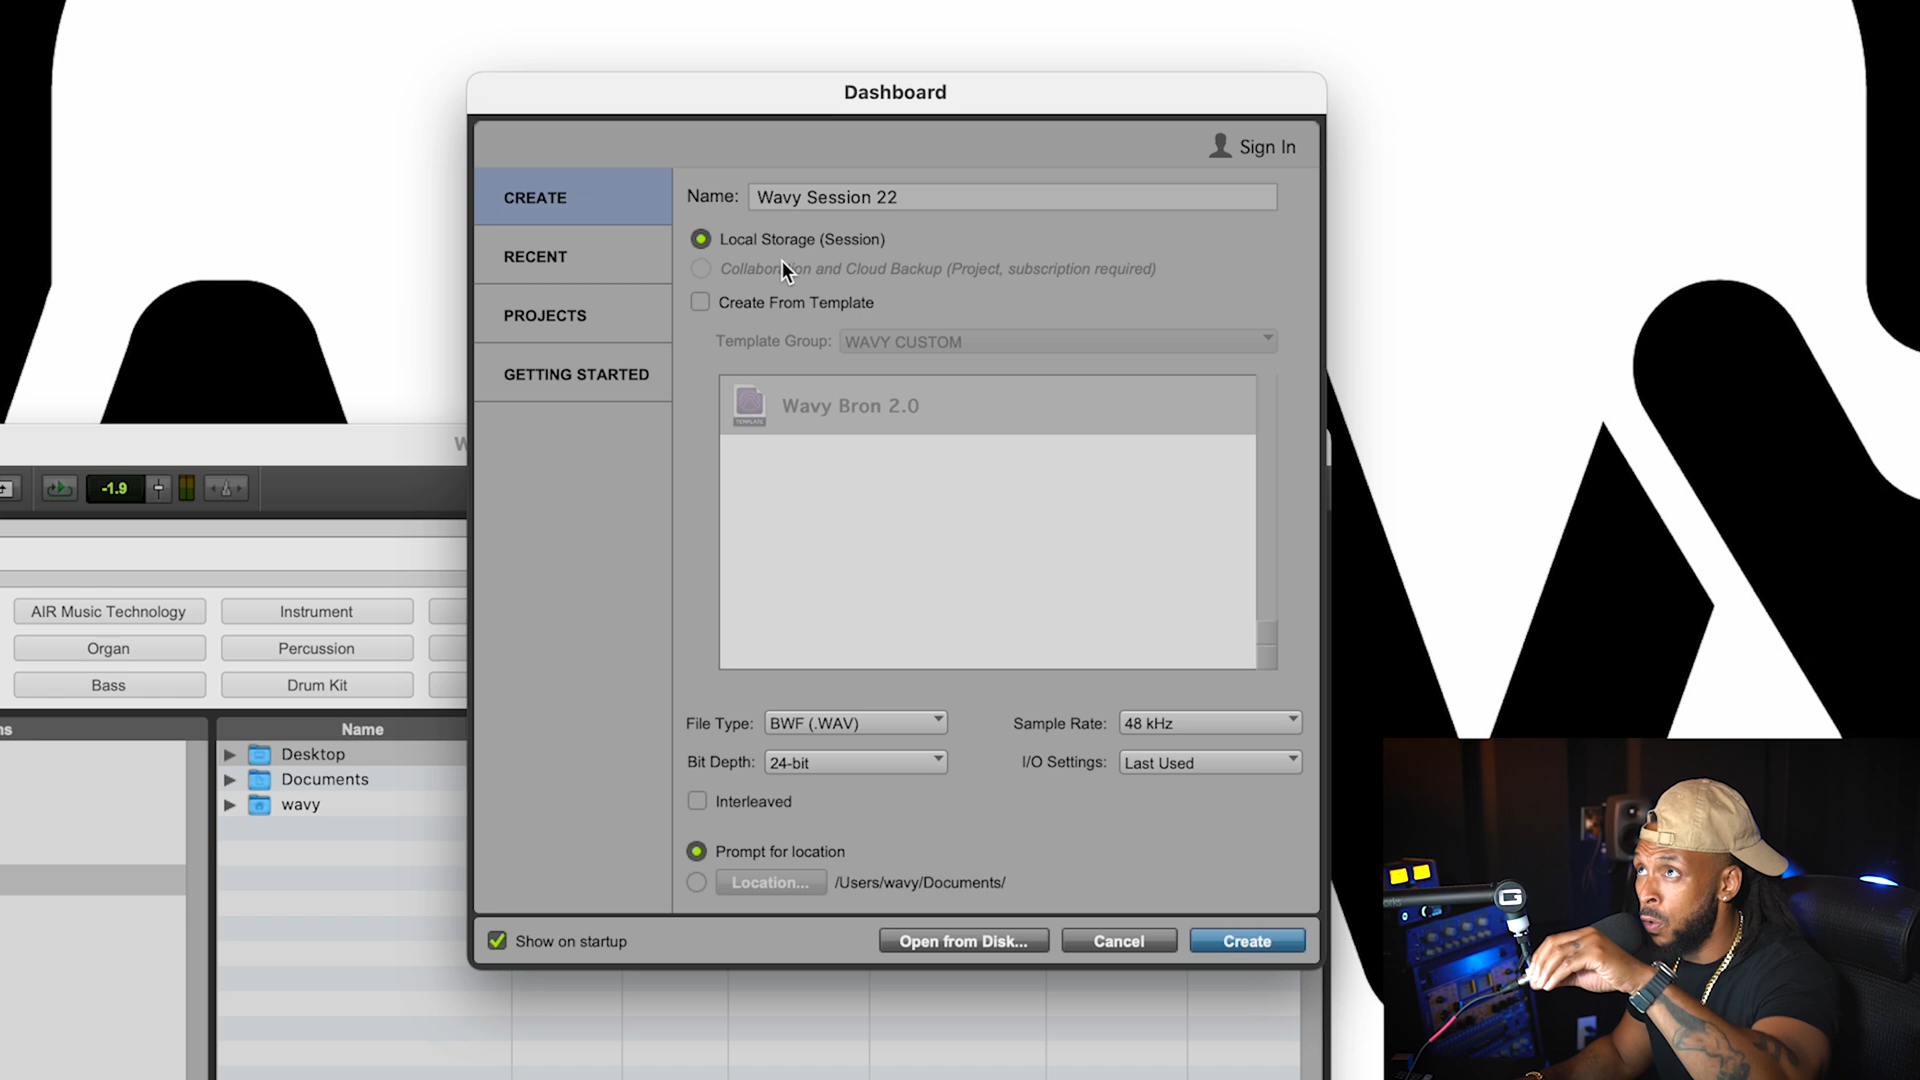 Dashboard
Sign In
CREATE
RECENT
PROJECTS
GETTING STARTED
Name: Wavy Session 22
Local Storage (Session)
Collaboration and Cloud Backup (Project, subscription required)
Create From Template
Template Group: WAVY CUSTOM
TEMPLATE
Wavy Bron 2.0
File Type: BWF (.WAV)
Sample Rate: 48 kHz
Bit Depth: 24-bit
I/O Settings: Last Used
Interleaved
Prompt for location
Location... /Users/wavy/Documents/
Show on startup
Open from Disk...
Cancel
Create
W
-1.9
AIR Music Technology
Instrument
Organ
Percussion
Bass
Drum Kit
ns
Name
Desktop
Documents
wavy
G